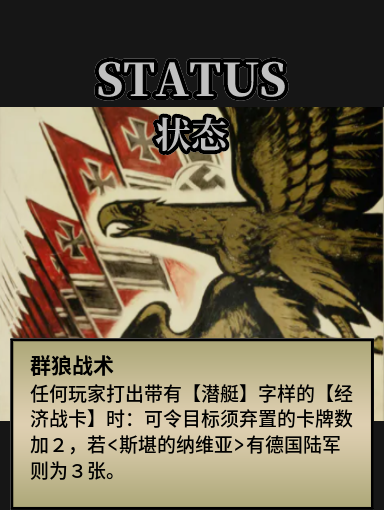 STATUS
状态
群狼战术
任何玩家打出带有【潜艇】字样的【经
济战卡】时：可令目标须弃置的卡牌数
加２，若<斯堪的纳维亚>有德国陆军
则为３张。